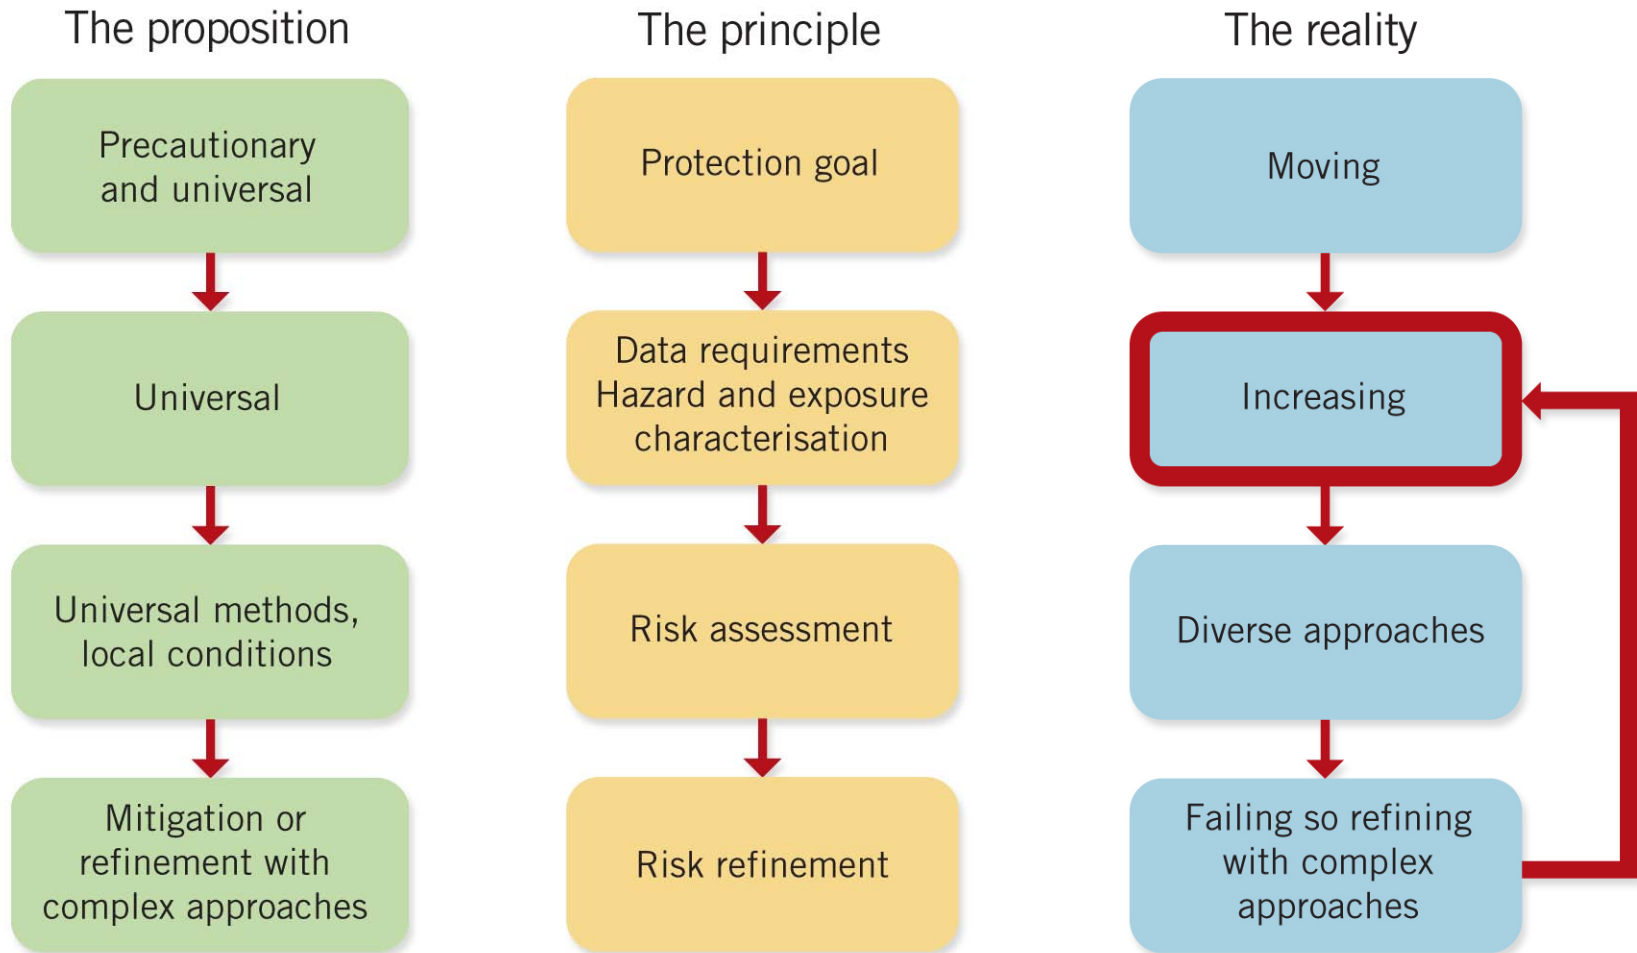 The proposition
Precautionary
and universal
Universal
Universal methods,
local conditions
Mitigation or
refinement with
complex approaches
The principle
Protection goal
Data requirements
Hazard and exposure
characterisation
Risk assessment
Risk refinement
The reality
Moving
Increasing
Diverse approaches
Failing so refining
with complex
approaches